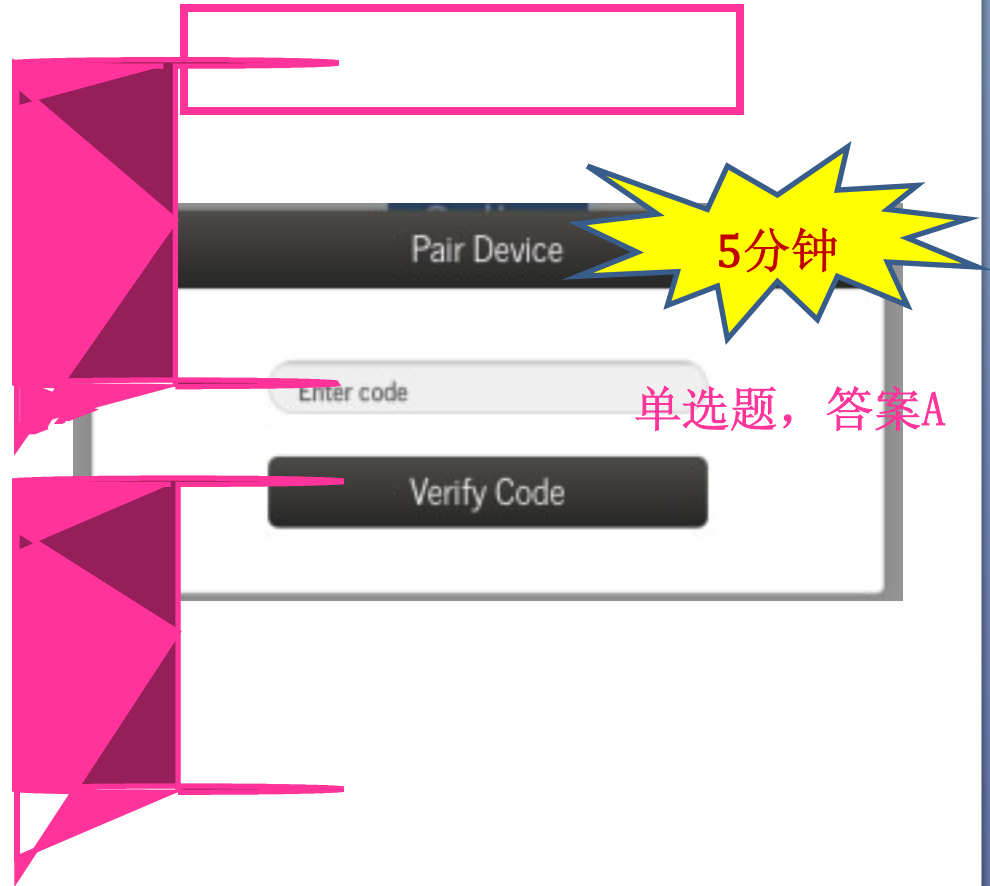 Pair Device
5分钟
Enter code
单选题，答案A
Verify Code